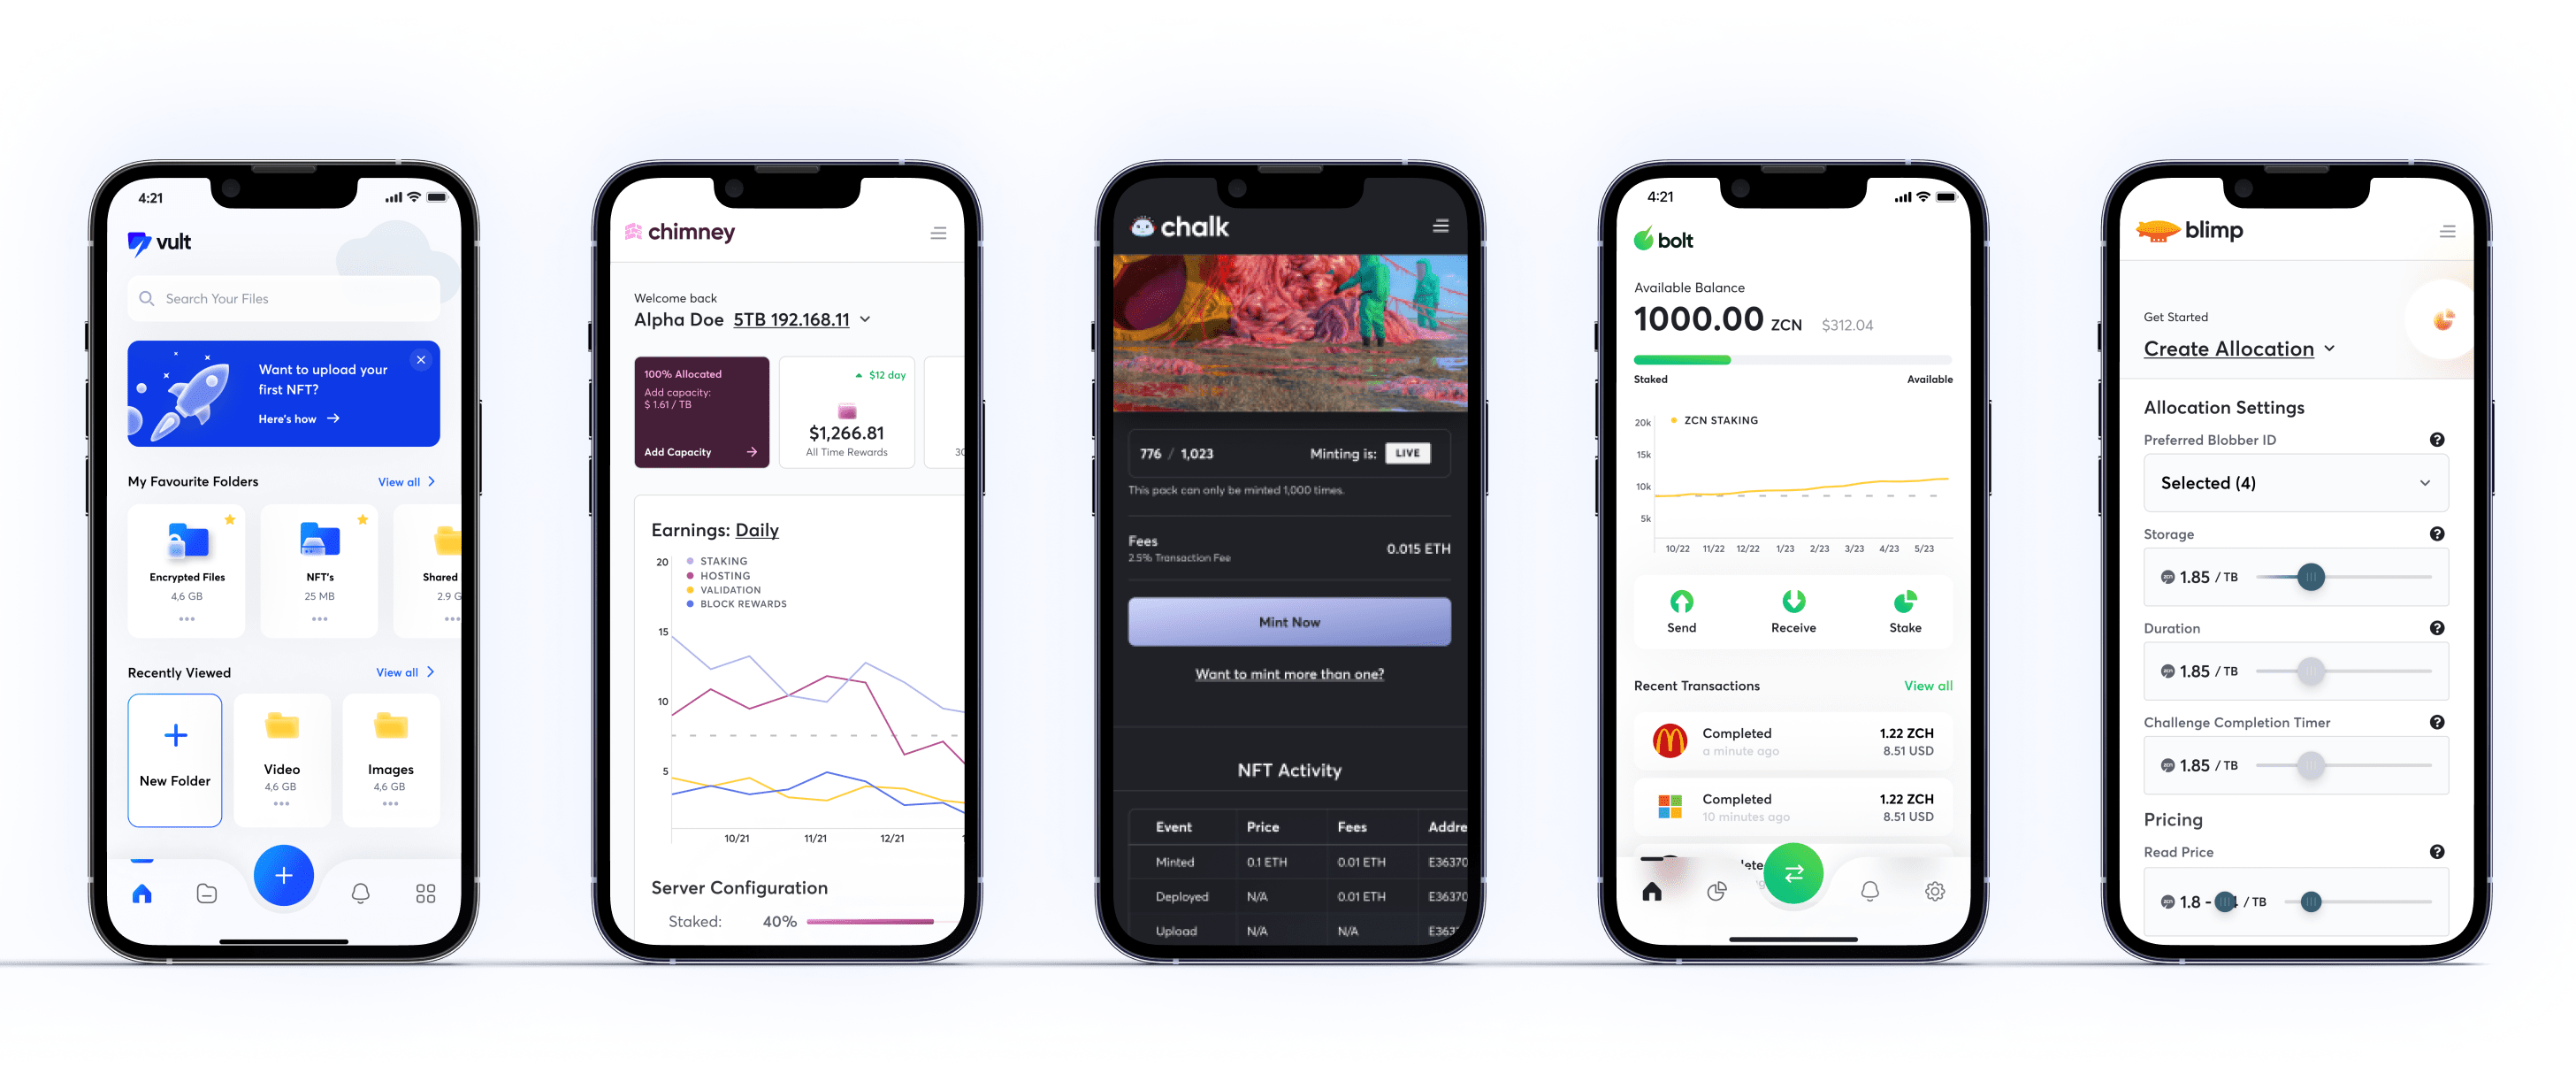 4:21
vult
Search Your Files
Want to upload your
first NFT?
Here's how
My Favourite Folders
View all
Encrypted Files
4,6 GB
NFT's
25 MB
Shared
2.9 G
Recently Viewed
View all
New Folder
Video
4,6 GB
Images
4,6 GB
chimney
Welcome back
Alpha Doe 5TB 192.168.11
100% Allocated
Add capacity:
$ 1.61 / TB
Add Capacity
$12 day
$1,266.81
All Time Rewards
30
Earnings: Daily
20
STAKING
HOSTING
VALIDATION
BLOCK REWARDS
15
10
5
10/21 11/21 12/21 1
Server Configuration
Staked: 40%
chalk
776 / 1,023
Minting is: LIVE
This pack can only be minted 1,000 times.
Fees
2.5% Transaction Fee
0.015 ETH
Mint Now
Want to mint more than one?
NFT Activity
Event Price Fees Addre
Minted 0.1 ETH 0.01 ETH E36370
Deployed N/A 0.01 ETH E36370
Upload N/A N/A E363
4:21
bolt
Available Balance
1000.00 ZCN $312.04
Staked Available
20k
ZCN STAKING
15k
10k
5k
10/22 11/22 12/22 1/23 2/23 3/23 4/23 5/23
Send Receive Stake
Recent Transactions View all
Completed 1.22 ZCH
a minute ago 8.51 USD
Completed 1.22 ZCH
10 minutes ago 8.51 USD
lete
blimp
Get Started
Create Allocation
Allocation Settings
Preferred Blobber ID
Selected (4)
Storage
1.85 / TB
Duration
1.85 / TB
Challenge Completion Timer
1.85 / TB
Pricing
Read Price
1.8 - / TB